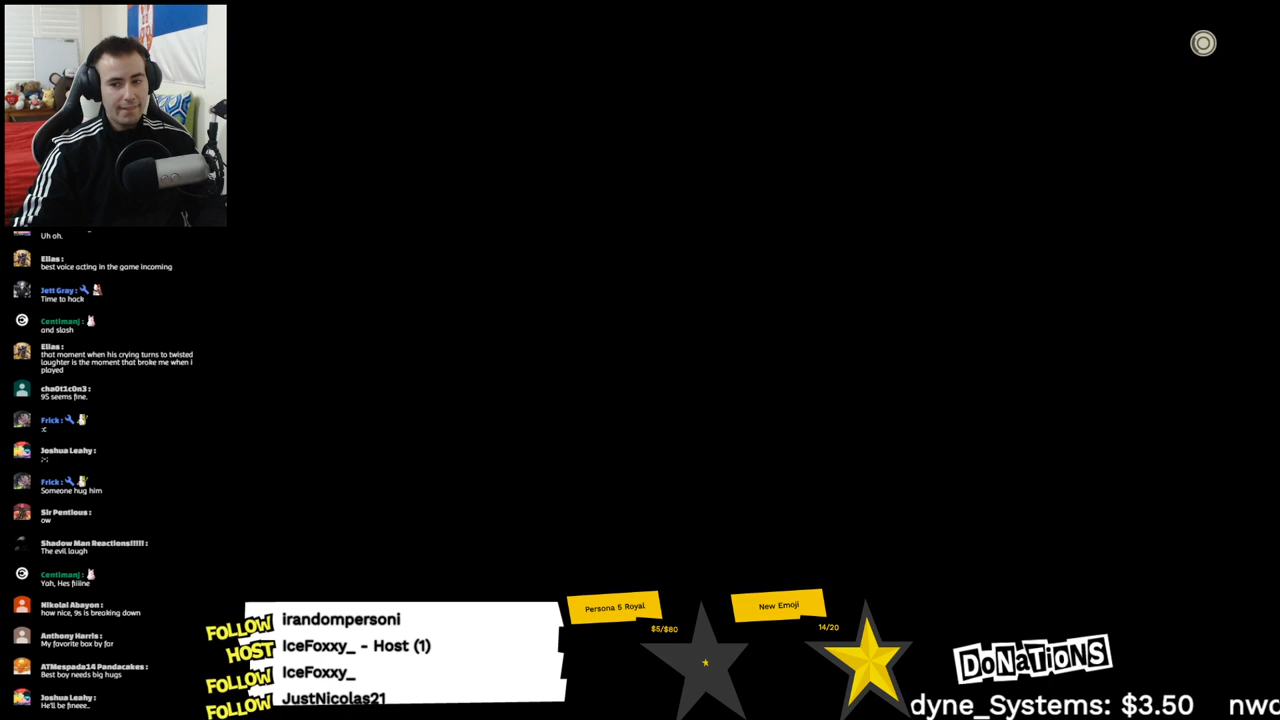 Uh oh.
Elias :
best voice acting in the game incoming
Jett Gray :
Time to hack
Centimanj :
and slash
Elias :
that moment when his crying turns to twisted
laughter is the moment that broke me when i
played
cha0t1c0n3 :
9S seems fine.
Frick :
:c
Joshua Leahy :
;-;
Frick :
Someone hug him
Sir Pentious :
ow
Shadow Man Reactions!!!!! :
The evil laugh
Centimanj :
Yah, Hes fiiiine
Nikolai Abayon :
how nice, 9s is breaking down
Anthony Harris :
My favorite box by far
ATMespada14 Pandacakes :
Best boy needs big hugs
Joshua Leahy :
He'll be fineee..
FOLLOW irandompersoni
HOST IceFoxxy_ - Host (1)
FOLLOW IceFoxxy_
FOLLOW JustNicolas21
Persona 5 Royal
$5/$80
New Emoji
14/20
DoNaTiONs
dyne_Systems: $3.50 nwo